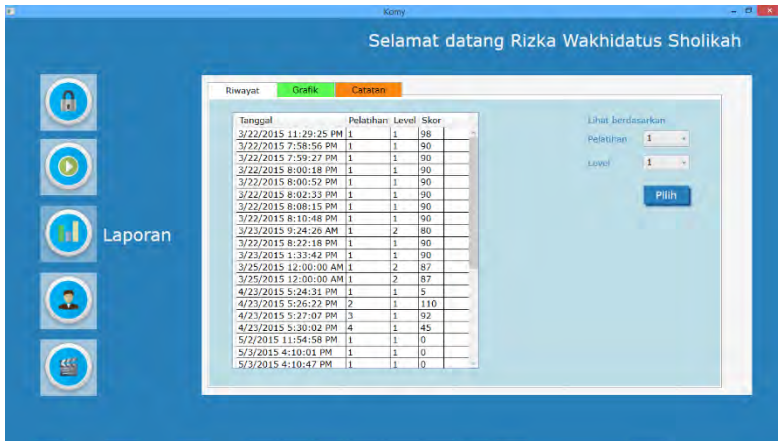 Komy
Selamat datang Rizka Wakhidatus Sholikah
Riwayat Grafik Catatan
Tanggal Pelatihan Level Skor
3/22/2015 11:29:25 PM 1 1 98
3/22/2015 7:58:56 PM 1 1 90
3/22/2015 7:59:27 PM 1 1 90
3/22/2015 8:00:18 PM 1 1 90
3/22/2015 8:00:52 PM 1 1 90
3/22/2015 8:02:33 PM 1 1 90
3/22/2015 8:08:15 PM 1 1 90
3/22/2015 8:10:48 PM 1 1 90
3/23/2015 9:24:26 AM 1 2 80
3/22/2015 8:22:18 PM 1 1 90
3/23/2015 1:33:42 PM 1 1 90
3/25/2015 12:00:00 AM 1 2 87
3/25/2015 12:00:00 AM 1 2 87
4/23/2015 5:24:31 PM 1 1 5
4/23/2015 5:26:22 PM 2 1 110
4/23/2015 5:27:07 PM 3 1 92
4/23/2015 5:30:02 PM 4 1 45
5/2/2015 11:54:58 PM 1 1 0
5/3/2015 4:10:01 PM 1 1 0
5/3/2015 4:10:47 PM 1 1 0
Lihat berdasarkan
Pelatihan 1
Level 1
Pilih
Laporan